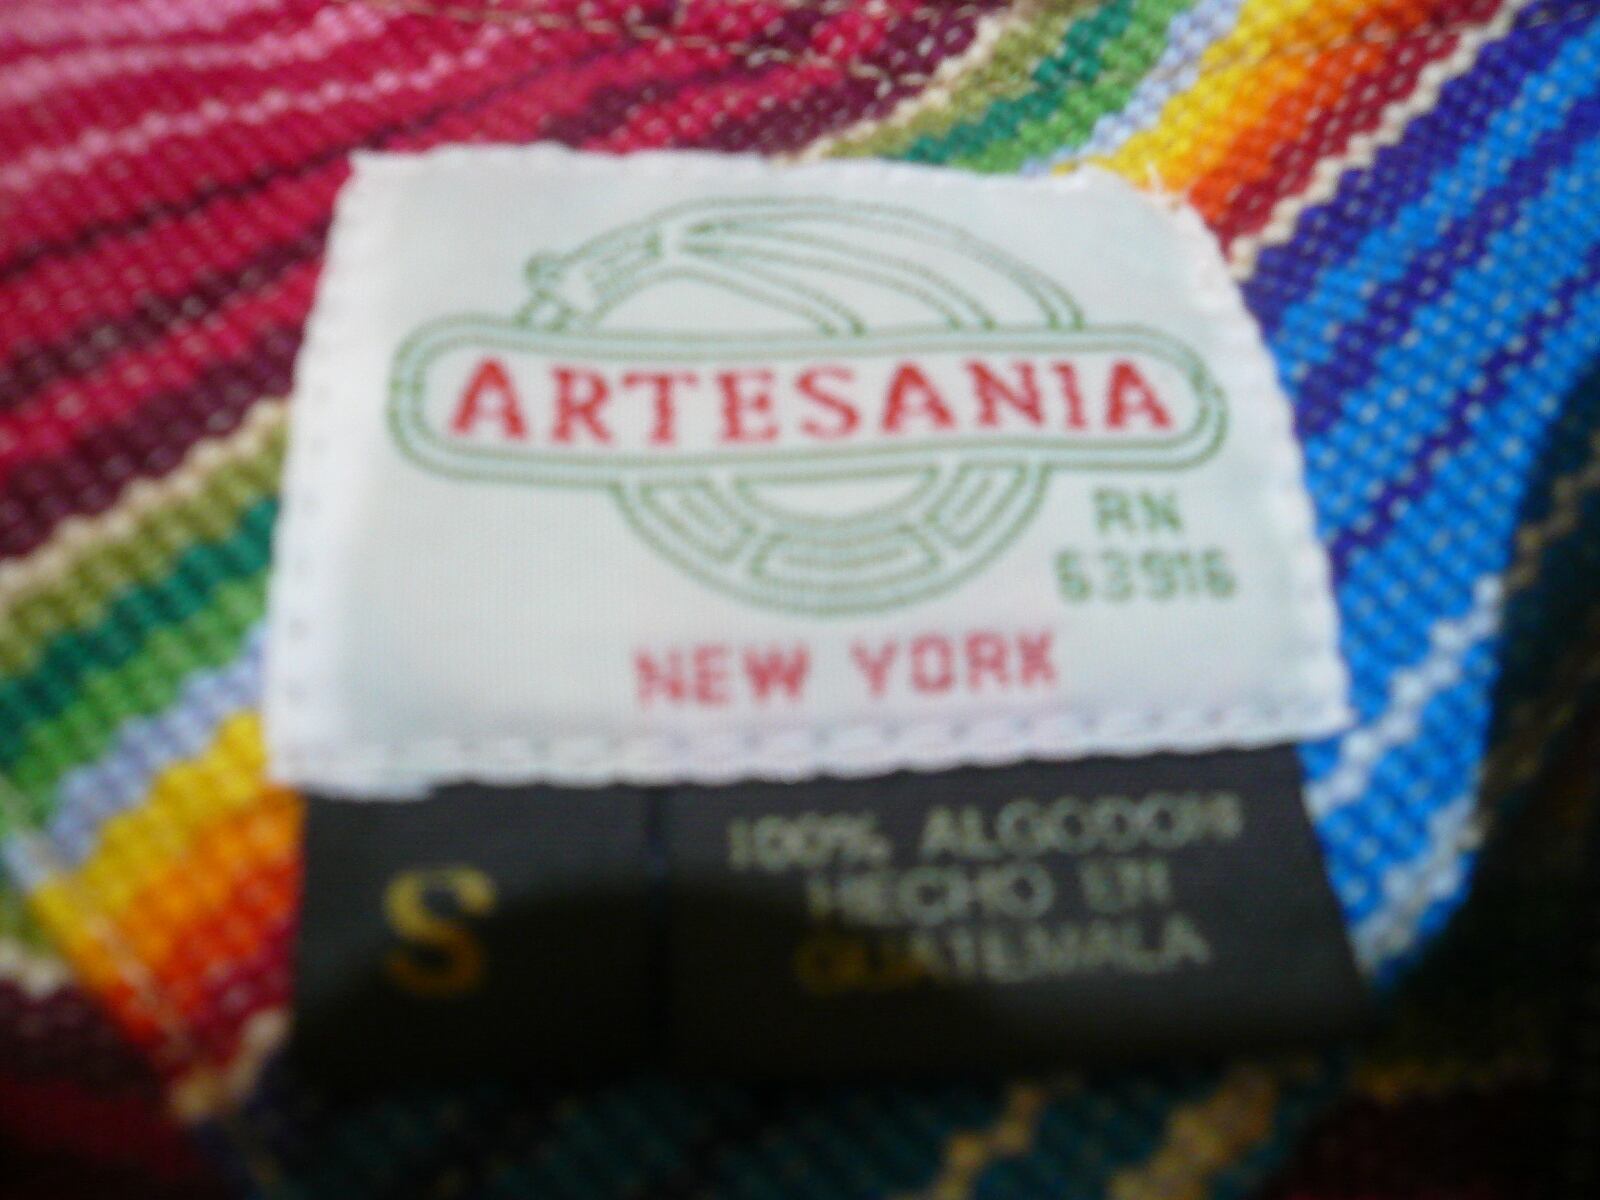 ARTESANIA
RN
63916
NEW YORK
S
100% ALGODON
HECHO EN
GUATEMALA